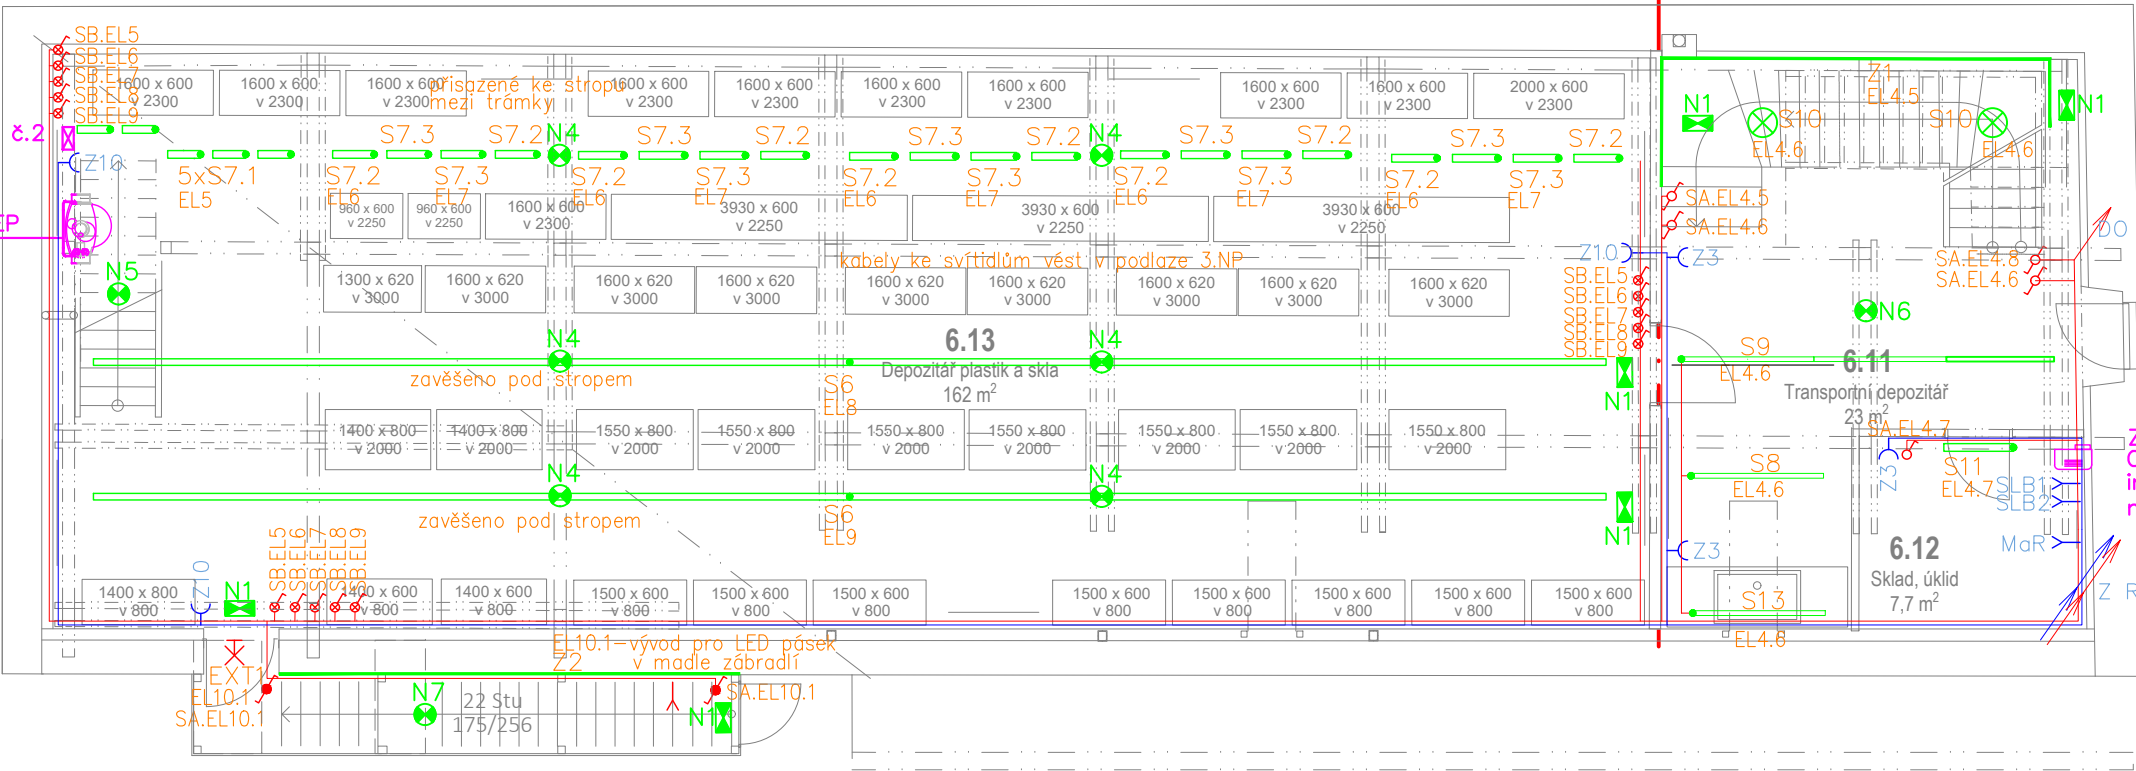 SB.EL5
SB.EL6
SB.EL7
SB.EL8
SB.EL9
č.2
Z10
1600 x 600
v 2300
1600 x 600
v 2300
1600 x 600
v 2300
přisazené ke stropu
mezi trámky
1600 x 600
v 2300
1600 x 600
v 2300
1600 x 600
v 2300
1600 x 600
v 2300
1600 x 600
v 2300
1600 x 600
v 2300
2000 x 600
v 2300
S7.3
S7.2
N4
S7.3
S7.2
S7.3
S7.2
N4
S7.3
S7.2
S7.3
S7.2
5xS7.1
EL5
S7.2
EL6
S7.3
EL7
S7.2
EL6
S7.3
EL7
S7.2
EL6
S7.3
EL7
S7.2
EL6
S7.3
EL7
S7.2
EL6
S7.3
EL7
960 x 600
v 2250
960 x 600
v 2250
1600 x 600
v 2300
3930 x 600
v 2250
3930 x 600
v 2250
3930 x 600
v 2250
EP
N5
kabely ke svítidlům vést v podlaze 3.NP
1300 x 620
v 3000
1600 x 620
v 3000
1600 x 620
v 3000
1600 x 620
v 3000
1600 x 620
v 3000
1600 x 620
v 3000
1600 x 620
v 3000
1600 x 620
v 3000
1600 x 620
v 3000
Z10
SB.EL5
SB.EL6
SB.EL7
SB.EL8
SB.EL9
N4
N4
6.13
Depozitář plastik a skla
162 m²
zavěšeno pod stropem
S6
EL8
N1
1400 x 800
v 2000
1400 x 800
v 2000
1550 x 800
v 2000
1550 x 800
v 2000
1550 x 800
v 2000
1550 x 800
v 2000
1550 x 800
v 2000
1550 x 800
v 2000
1550 x 800
v 2000
N4
N4
zavěšeno pod stropem
S6
EL9
N1
Z10
N1
SB.EL5
SB.EL6
SB.EL7
SB.EL8
SB.EL9
1400 x 800
v 800
1400 x 600
v 800
1400 x 600
v 800
1500 x 600
v 800
1500 x 600
v 800
1500 x 600
v 800
1500 x 600
v 800
1500 x 600
v 800
1500 x 600
v 800
1500 x 600
v 800
1500 x 600
v 800
EXT1
EL10.1
SA.EL10.1
EL10.1-vývod pro LED pásek
v madle zábradlí
Z2
N7
22 Stu
175/256
N1
SA.EL10.1
Z1
EL4.5
N1
S10
EL4.6
S10
EL4.6
N1
SA.EL4.5
SA.EL4.6
Z3
DO
SA.EL4.8
SA.EL4.6
N6
S9
EL4.6
6.11
Transportní depozitář
23 m²
SA.EL4.7
Z3
S8
EL4.6
S11
EL4.7
SLB1
SLB2
MaR
Z3
6.12
Sklad, úklid
7,7 m²
S13
EL4.6
Z R